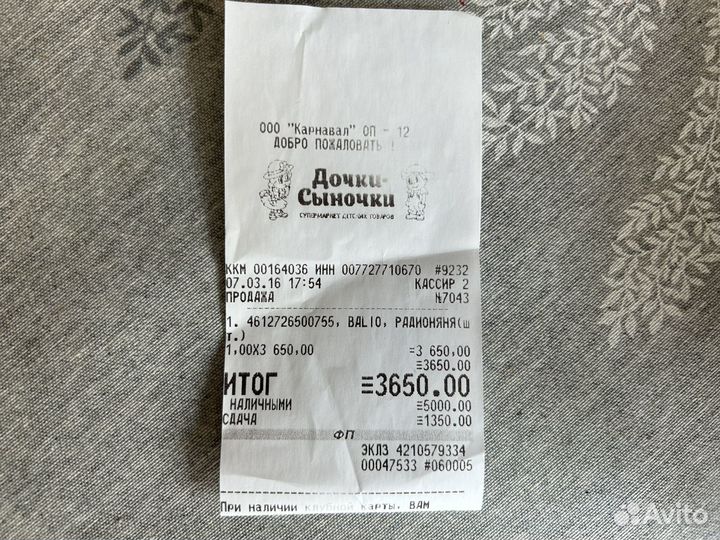 ООО "Карнавал" ОП - 12
ДОБРО ПОЖАЛОВАТЬ !
Дочки-
Сыночки
СУПЕРМАРКЕТ ДЕТСКИХ ТОВАРОВ
ККМ 00164036 ИНН 007727710670 #9232
07.03.16 17:54 КАССИР 2
ПРОДАЖА №7043
1. 4612726500755, BALIO, РАДИОНЯНЯ(ш
т.)
1,00X3 650,00 =3 650,00
=3650.00
ИТОГ =3650.00
НАЛИЧНЫМИ =5000.00
СДАЧА =1350.00
ФП
ЭКЛЗ 4210579334
00047533 #060005
При наличии клубной карты, ВАМ
Avito